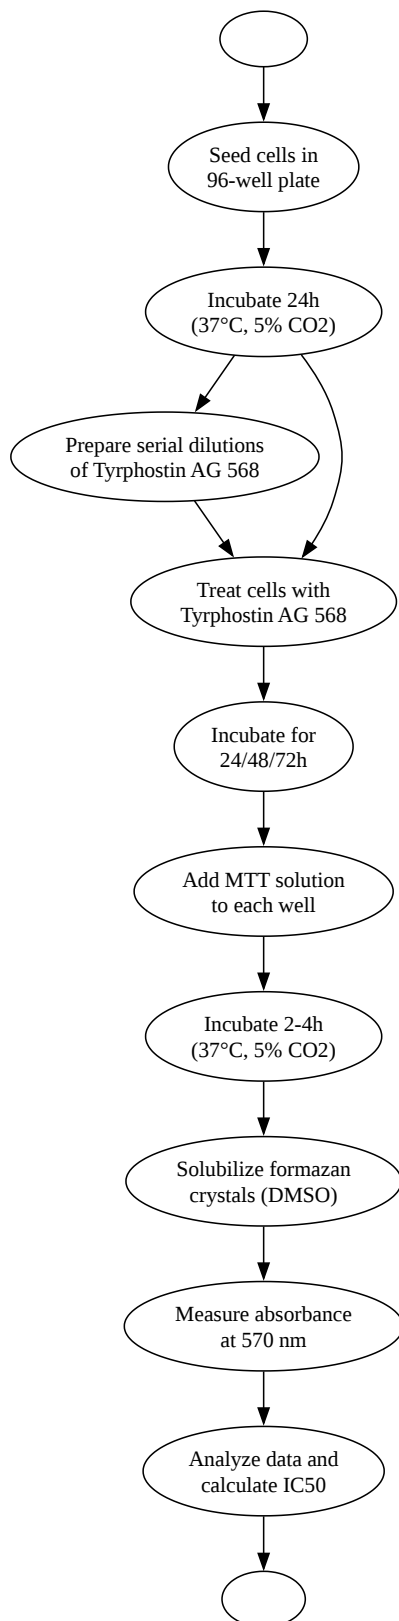 Seed cells in
96-well plate
Incubate 24h
(37°C, 5% CO2)
Prepare serial dilutions
of Tyrphostin AG 568
Treat cells with
Tyrphostin AG 568
Incubate for
24/48/72h
Add MTT solution
to each well
Incubate 2-4h
(37°C, 5% CO2)
Solubilize formazan
crystals (DMSO)
Measure absorbance
at 570 nm
Analyze data and
calculate IC50